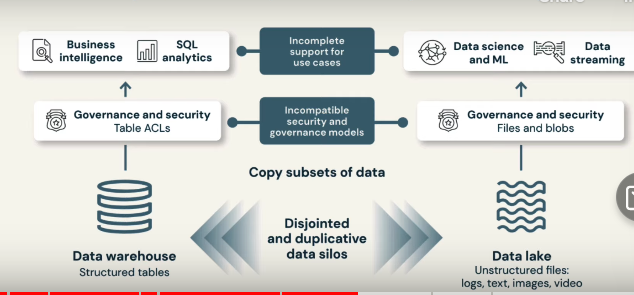 Business
intelligence
SQL
analytics
Incomplete
support for
use cases
Data science
and ML
Data
streaming
Governance and security
Table ACLs
Incompatible
security and
governance models
Governance and security
Files and blobs
Copy subsets of data
Disjointed
and duplicative
data silos
Data warehouse
Structured tables
Data lake
Unstructured files:
logs, text, images, video